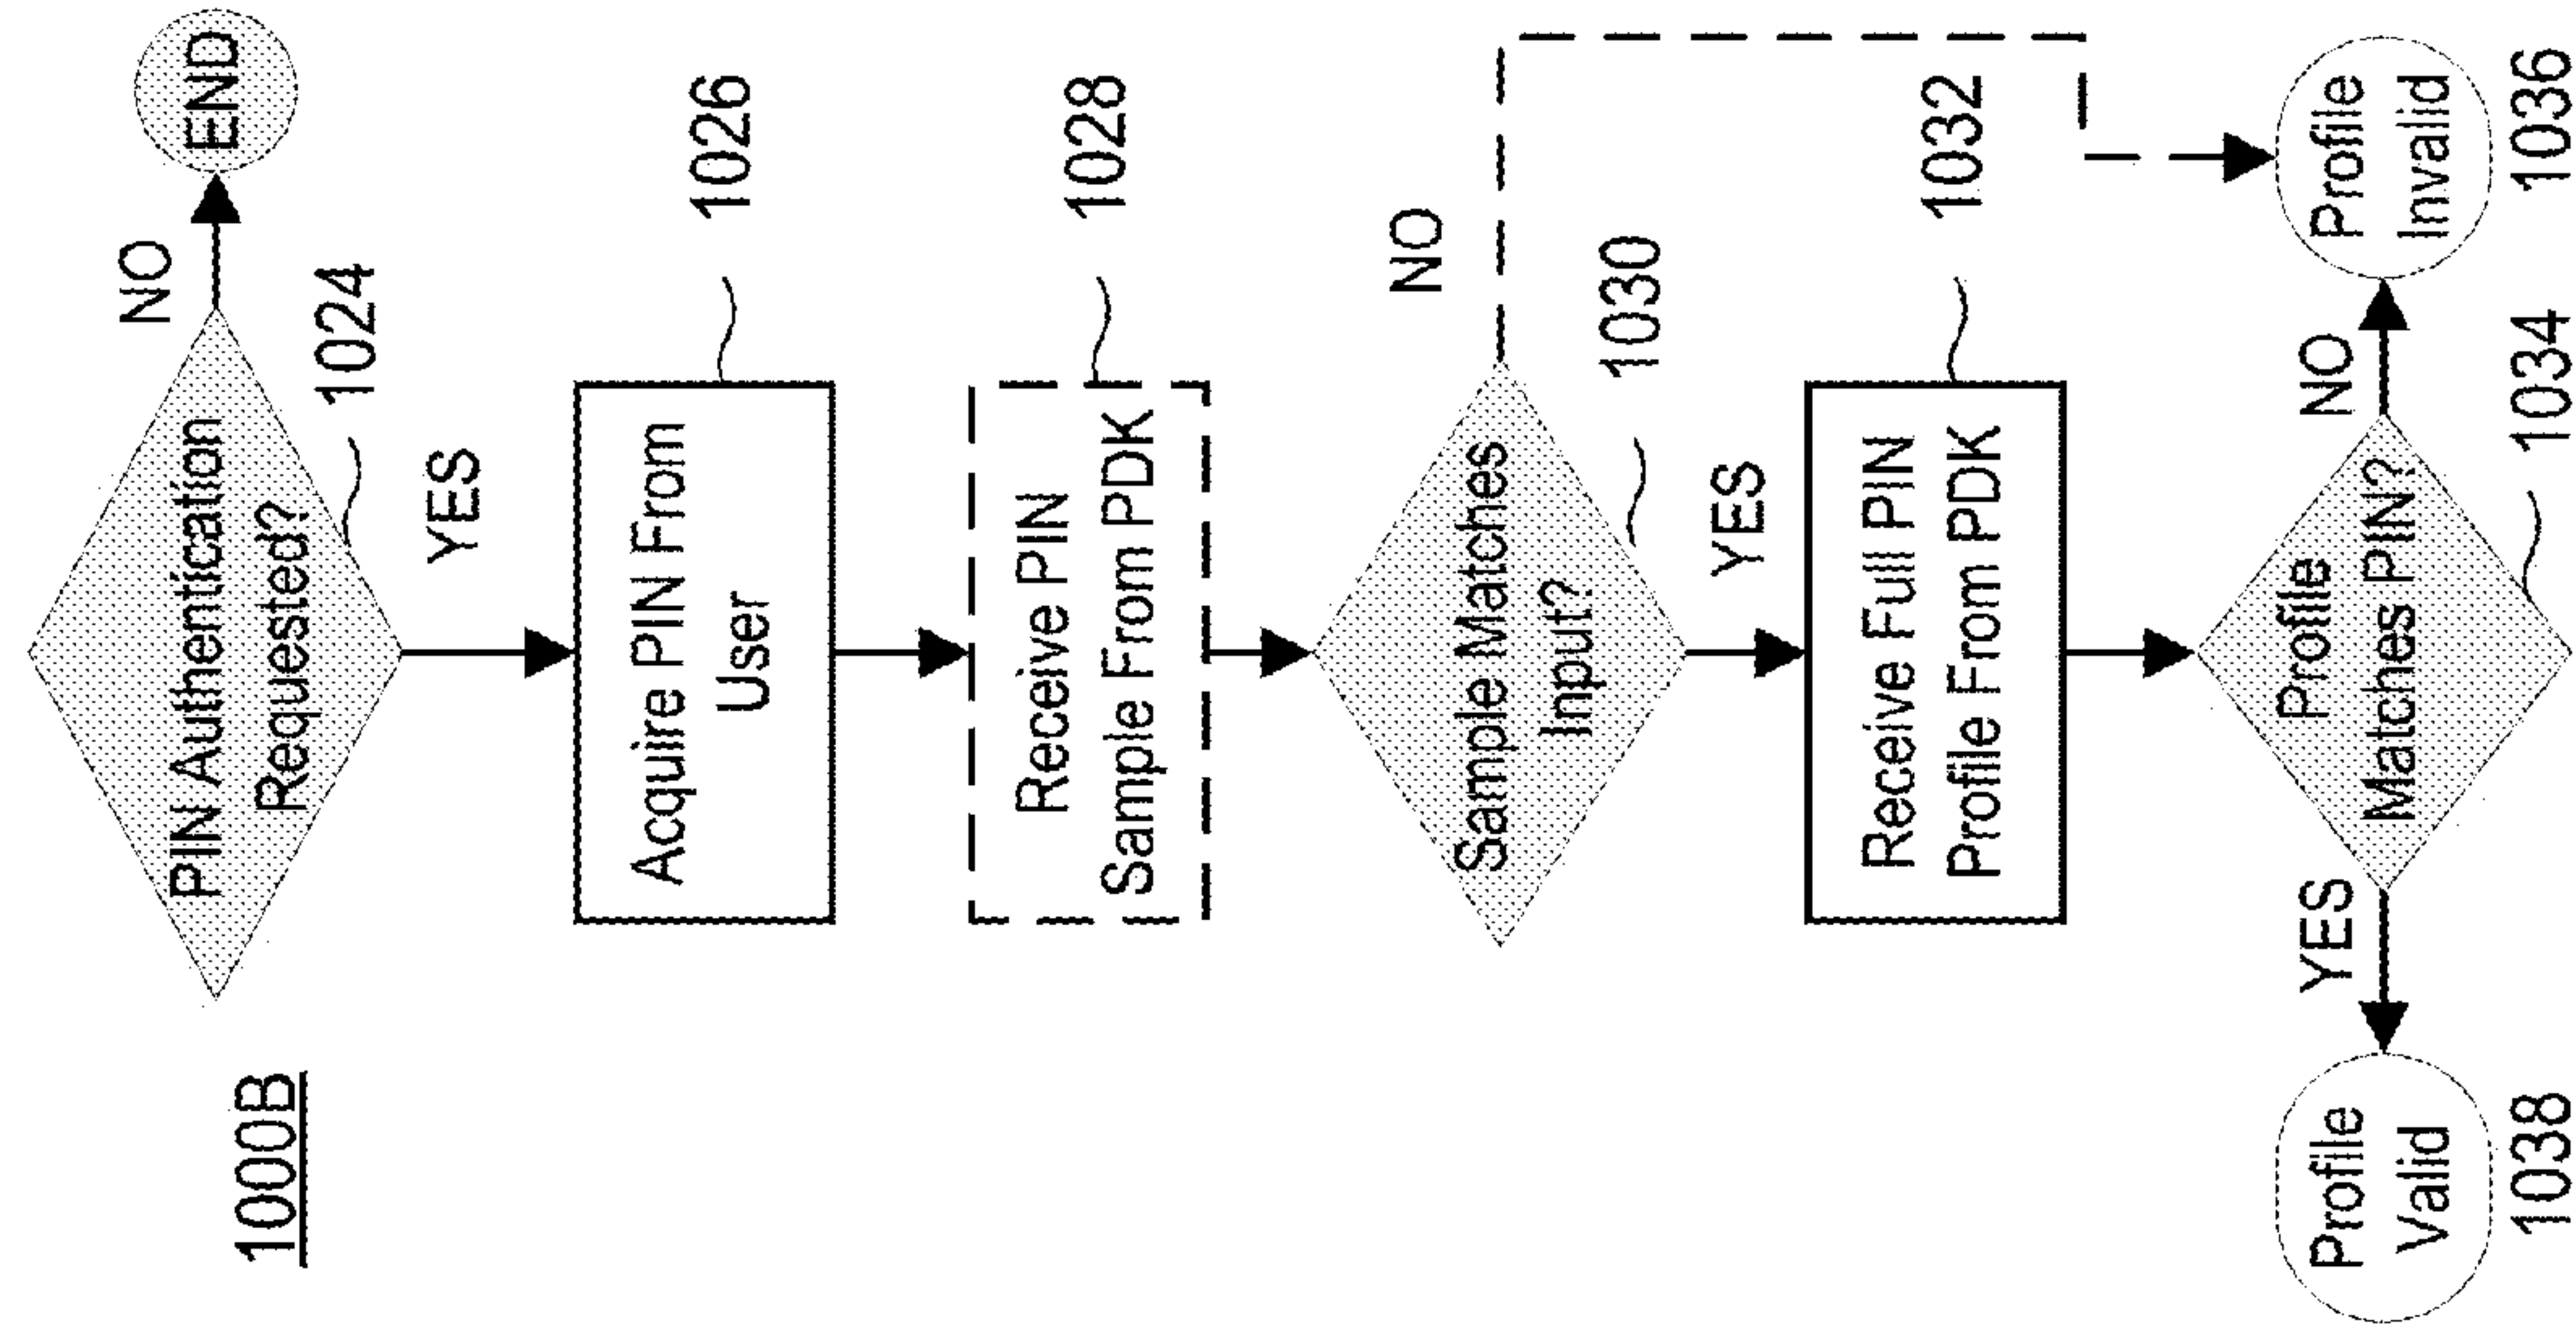 1000B
PIN Authentication
Requested?
NO
END
1024
YES
Acquire PIN From
User
1026
Receive PIN
Sample From PDK
1028
Sample Matches
Input?
NO
1030
YES
Receive Full PIN
Profile From PDK
1032
Profile
Matches PIN?
YES
NO
1034
Profile
Valid
1038
Profile
Invalid
1036